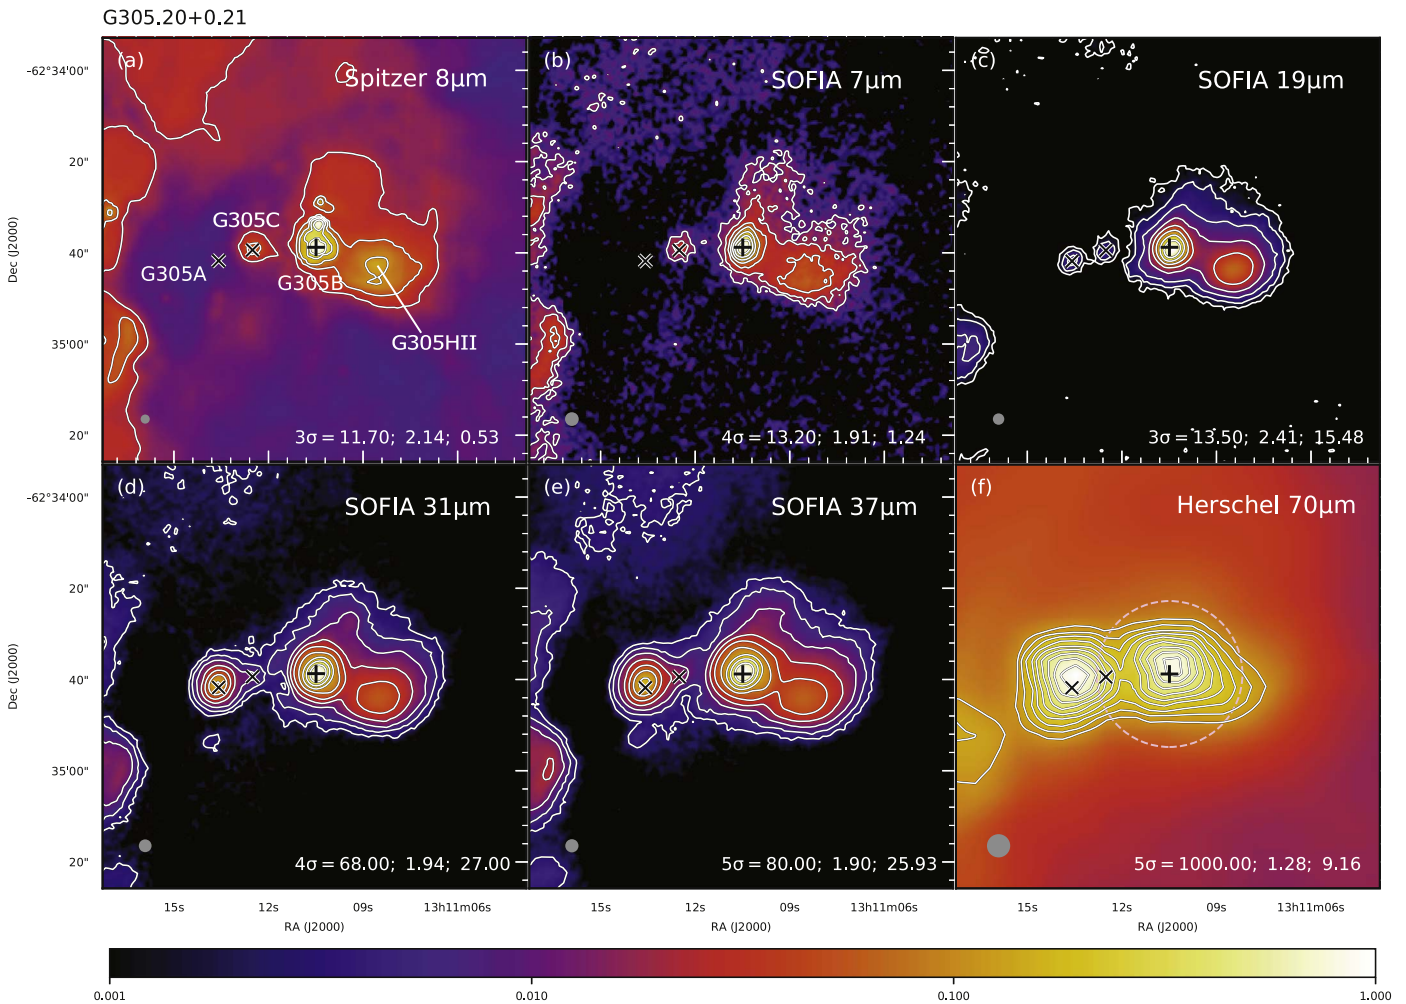 G305.20+0.21
(a)
Spitzer 8μm
G305C
G305A
G305B
G305HII
3σ = 11.70; 2.14; 0.53
(b)
SOFIA 7μm
4σ = 13.20; 1.91; 1.24
(c)
SOFIA 19μm
3σ = 13.50; 2.41; 15.48
-62°34'00"
20"
40"
35'00"
20"
Dec (J2000)
(d)
SOFIA 31μm
4σ = 68.00; 1.94; 27.00
(e)
SOFIA 37μm
5σ = 80.00; 1.90; 25.93
(f)
Herschel 70μm
5σ = 1000.00; 1.28; 9.16
-62°34'00"
20"
40"
35'00"
20"
Dec (J2000)
15s 12s 09s 13h11m06s
RA (J2000)
15s 12s 09s 13h11m06s
RA (J2000)
15s 12s 09s 13h11m06s
RA (J2000)
0.001 0.010 0.100 1.000